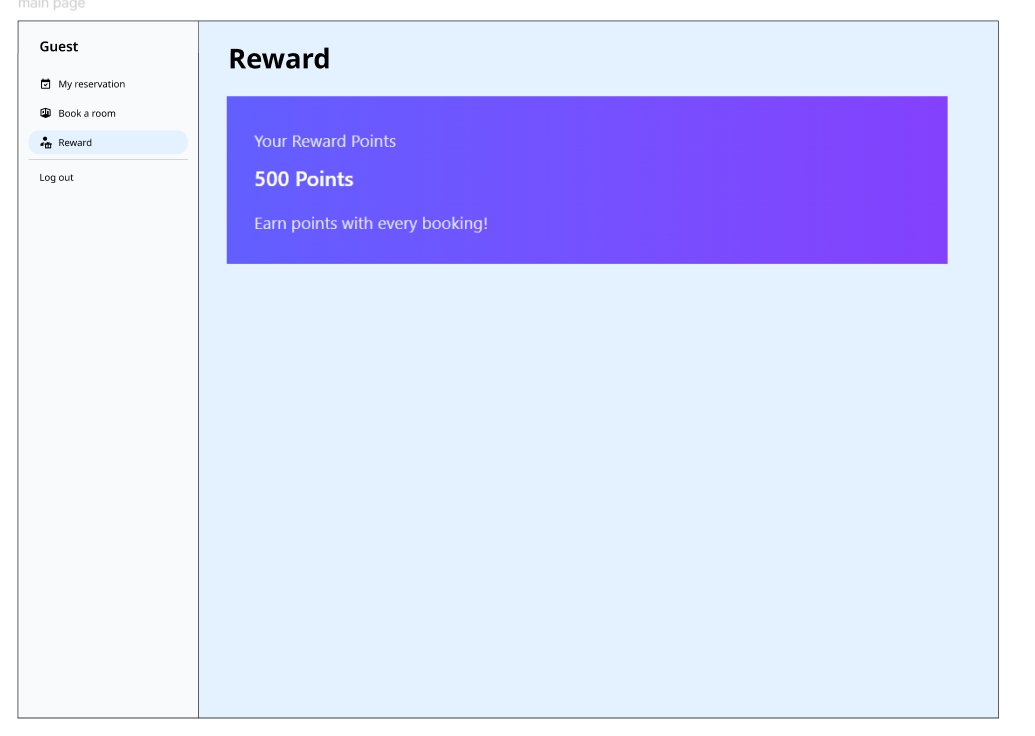 main page
Guest
My reservation
Book a room
Reward
Log out
Reward
Your Reward Points
500 Points
Earn points with every booking!